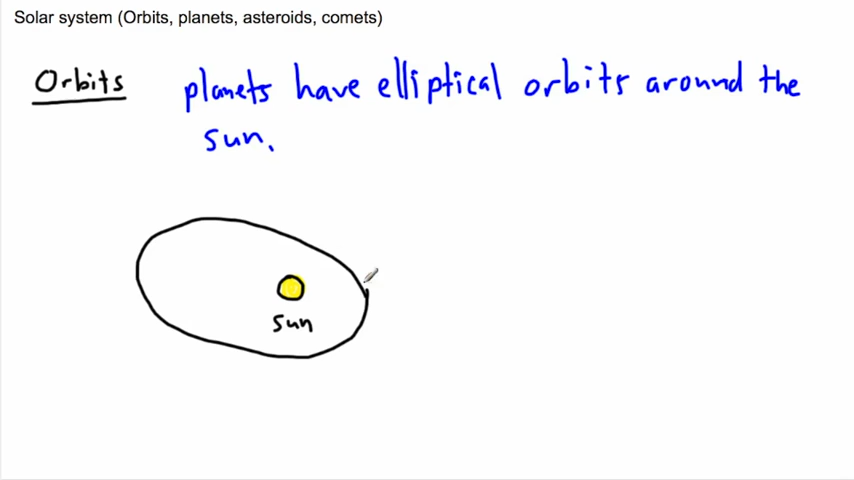 Solar system (Orbits, planets, asteroids, comets)
Orbits planets have elliptical orbits around the
sun.
sun